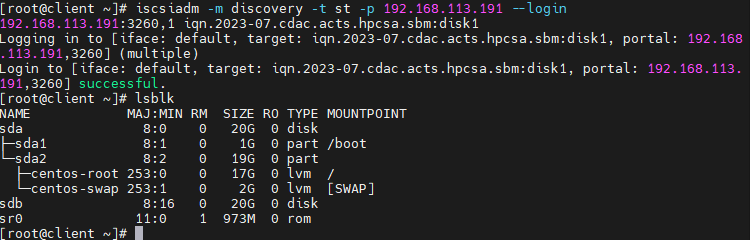 [root@client ~]# iscsiadm -m discovery -t st -p 192.168.113.191 --login
192.168.113.191:3260,1 iqn.2023-07.cdac.acts.hpcsa.sbm:disk1
Logging in to [iface: default, target: iqn.2023-07.cdac.acts.hpcsa.sbm:disk1, portal: 192.168
.113.191,3260] (multiple)
Login to [iface: default, target: iqn.2023-07.cdac.acts.hpcsa.sbm:disk1, portal: 192.168.113.
191,3260] successful.
[root@client ~]# lsblk
NAME            MAJ:MIN RM  SIZE RO TYPE MOUNTPOINT
sda               8:0    0   20G  0 disk
├─sda1            8:1    0    1G  0 part /boot
└─sda2            8:2    0   19G  0 part
  ├─centos-root 253:0    0   17G  0 lvm  /
  └─centos-swap 253:1    0    2G  0 lvm  [SWAP]
sdb               8:16   0   20G  0 disk
sr0              11:0    1  973M  0 rom
[root@client ~]#